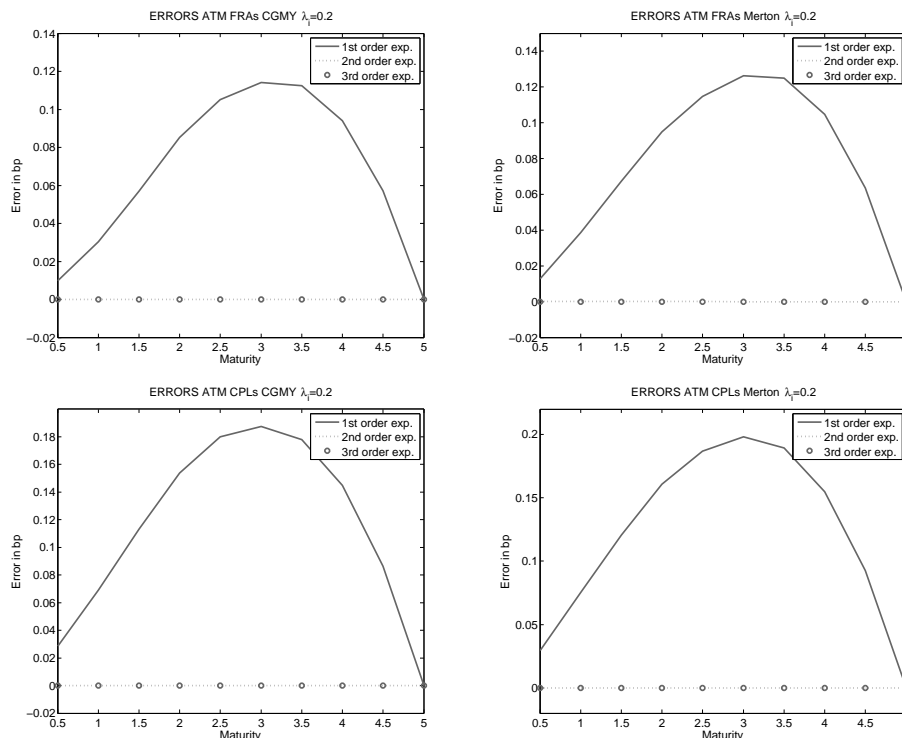 ERRORS ATM FRAs CGMY λi=0.2
0.14
0.12
0.1
0.08
0.06
0.04
0.02
0
−0.02
Error in bp
0.5 1 1.5 2 2.5 3 3.5 4 4.5 5
Maturity
1st order exp.
2nd order exp.
3rd order exp.
ERRORS ATM FRAs Merton λi=0.2
0.14
0.12
0.1
0.08
0.06
0.04
0.02
0
−0.02
Error in bp
0.5 1 1.5 2 2.5 3 3.5 4 4.5
Maturity
1st order exp.
2nd order exp.
3rd order exp.
ERRORS ATM CPLs CGMY λi=0.2
0.18
0.16
0.14
0.12
0.1
0.08
0.06
0.04
0.02
0
−0.02
Error in bp
0.5 1 1.5 2 2.5 3 3.5 4 4.5 5
Maturity
1st order exp.
2nd order exp.
3rd order exp.
ERRORS ATM CPLs Merton λi=0.2
0.2
0.15
0.1
0.05
0
Error in bp
0.5 1 1.5 2 2.5 3 3.5 4 4.5
Maturity
1st order exp.
2nd order exp.
3rd order exp.